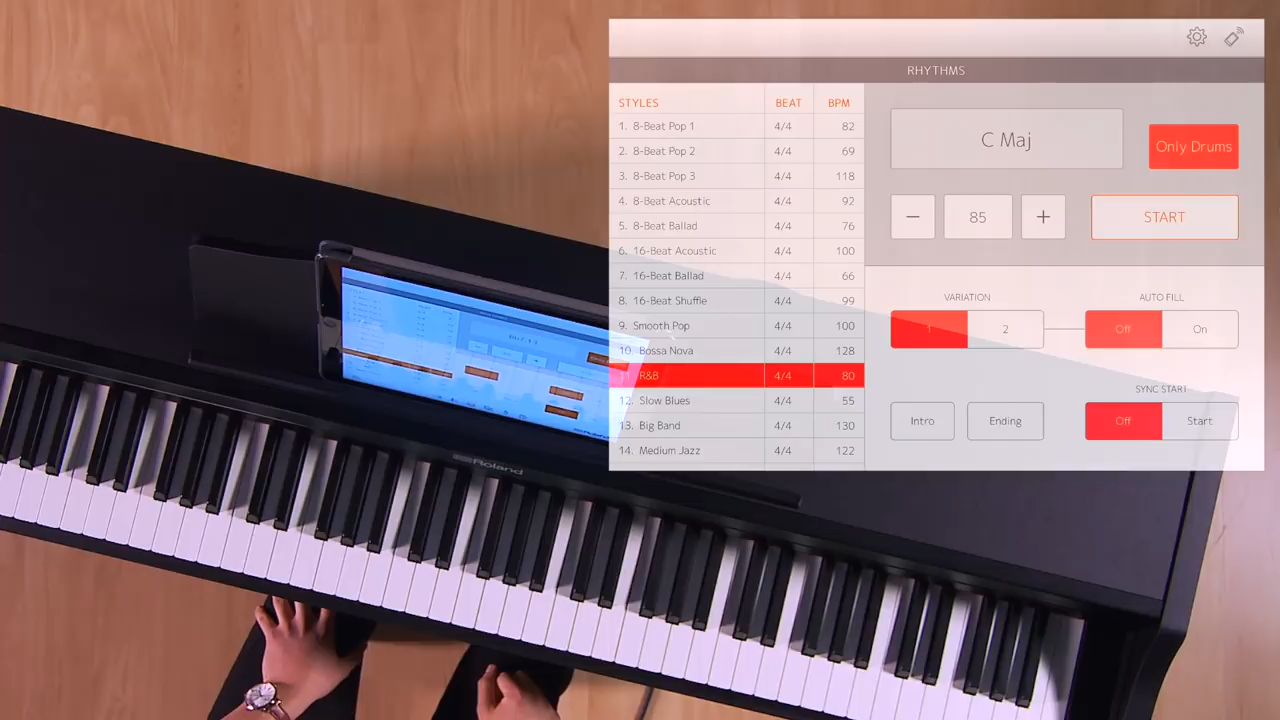 RHYTHMS
STYLES BEAT BPM
1. 8-Beat Pop 1 4/4 82
2. 8-Beat Pop 2 4/4 69
3. 8-Beat Pop 3 4/4 118
4. 8-Beat Acoustic 4/4 92
5. 8-Beat Ballad 4/4 76
6. 16-Beat Acoustic 4/4 100
7. 16-Beat Ballad 4/4 66
8. 16-Beat Shuffle 4/4 99
9. Smooth Pop 4/4 100
10. Bossa Nova 4/4 128
11. R&B 4/4 80
12. Slow Blues 4/4 55
13. Big Band 4/4 130
14. Medium Jazz 4/4 122
C Maj
Only Drums
− 85 +
START
VARIATION
1 2
AUTO FILL
Off On
SYNC START
Intro Ending
Off Start
Roland